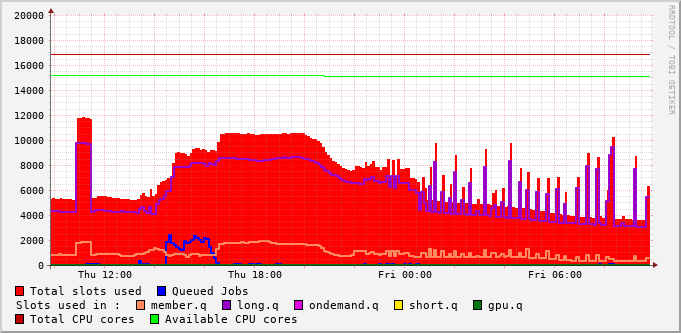 RRDTOOL / TOBI OETIKER
20000
18000
16000
14000
12000
10000
8000
6000
4000
2000
0
Thu 12:00 Thu 18:00 Fri 00:00 Fri 06:00
Total slots used Queued Jobs
Slots used in : member.q long.q ondemand.q short.q gpu.q
Total CPU cores Available CPU cores